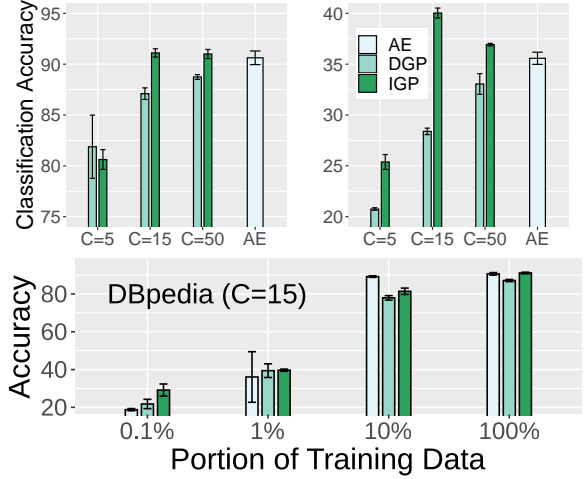 Classification Accuracy
95
90
85
80
75
C=5 C=15 C=50 AE
40
35
30
25
20
AE
DGP
IGP
C=5 C=15 C=50 AE
Accuracy
80
60
40
20
DBpedia (C=15)
0.1% 1% 10% 100%
Portion of Training Data